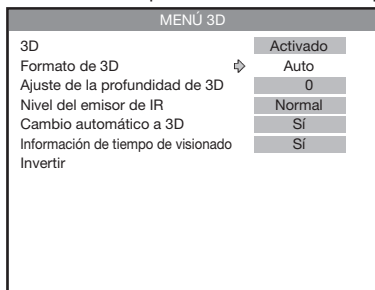 MENÚ 3D
3D Activado
Formato de 3D Auto
Ajuste de la profundidad de 3D 0
Nivel del emisor de IR Normal
Cambio automático a 3D Sí
Información de tiempo de visionado Sí
Invertir